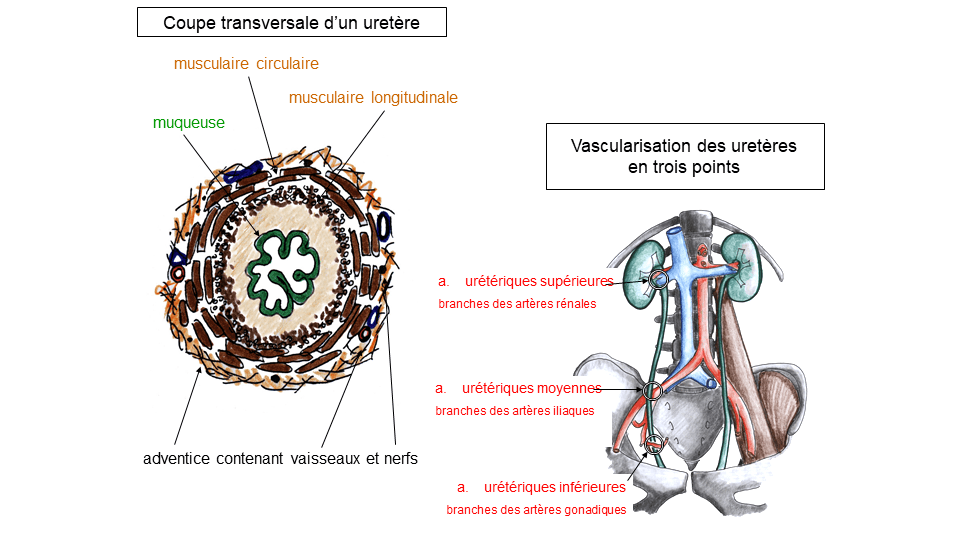 Coupe transversale d'un uretère
musculaire circulaire
musculaire longitudinale
muqueuse
adventice contenant vaisseaux et nerfs
Vascularisation des uretères
en trois points
a. urétériques supérieures
branches des artères rénales
a. urétériques moyennes
branches des artères iliaques
a. urétériques inférieures
branches des artères gonadiques